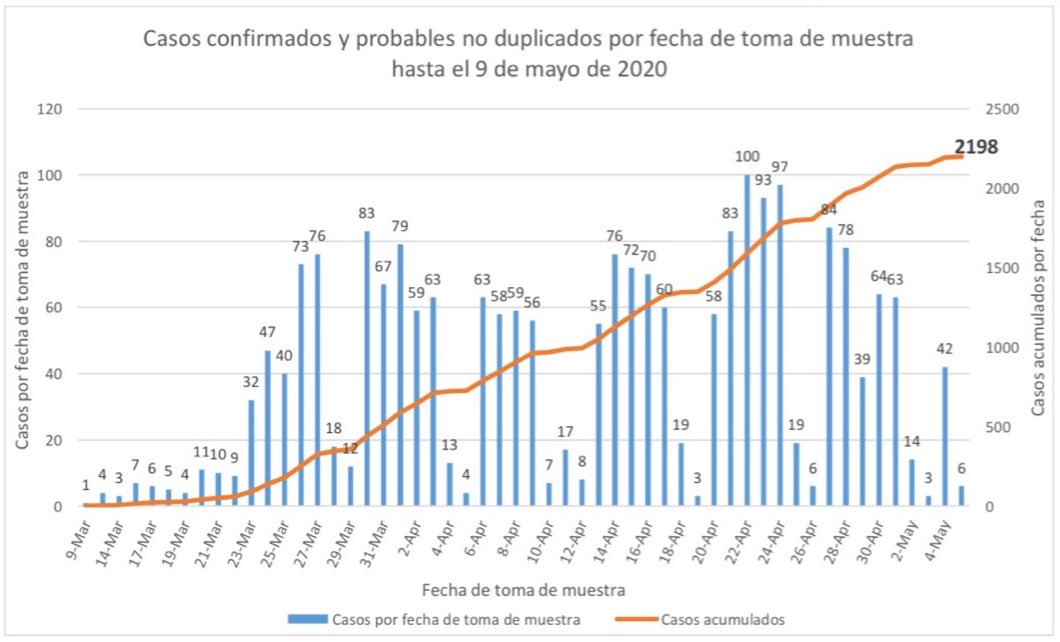 Casos confirmados y probables no duplicados por fecha de toma de muestra
hasta el 9 de mayo de 2020
Casos por fecha de toma de muestra
120
100
80
60
40
20
0
1
4
3
7
6
5
4
11
10
9
32
47
40
73
76
18
12
83
67
79
59
63
13
4
63
58
59
56
7
17
8
55
76
72
70
60
19
3
58
83
100
93
97
19
6
84
78
39
64
63
14
3
42
6
2198
2500
2000
1500
1000
500
0
Casos acumulados por fecha
9-Mar
14-Mar
17-Mar
19-Mar
21-Mar
23-Mar
25-Mar
27-Mar
29-Mar
31-Mar
2-Apr
4-Apr
6-Apr
8-Apr
10-Apr
12-Apr
14-Apr
16-Apr
18-Apr
20-Apr
22-Apr
24-Apr
26-Apr
28-Apr
30-Apr
2-May
4-May
Fecha de toma de muestra
Casos por fecha de toma de muestra
Casos acumulados